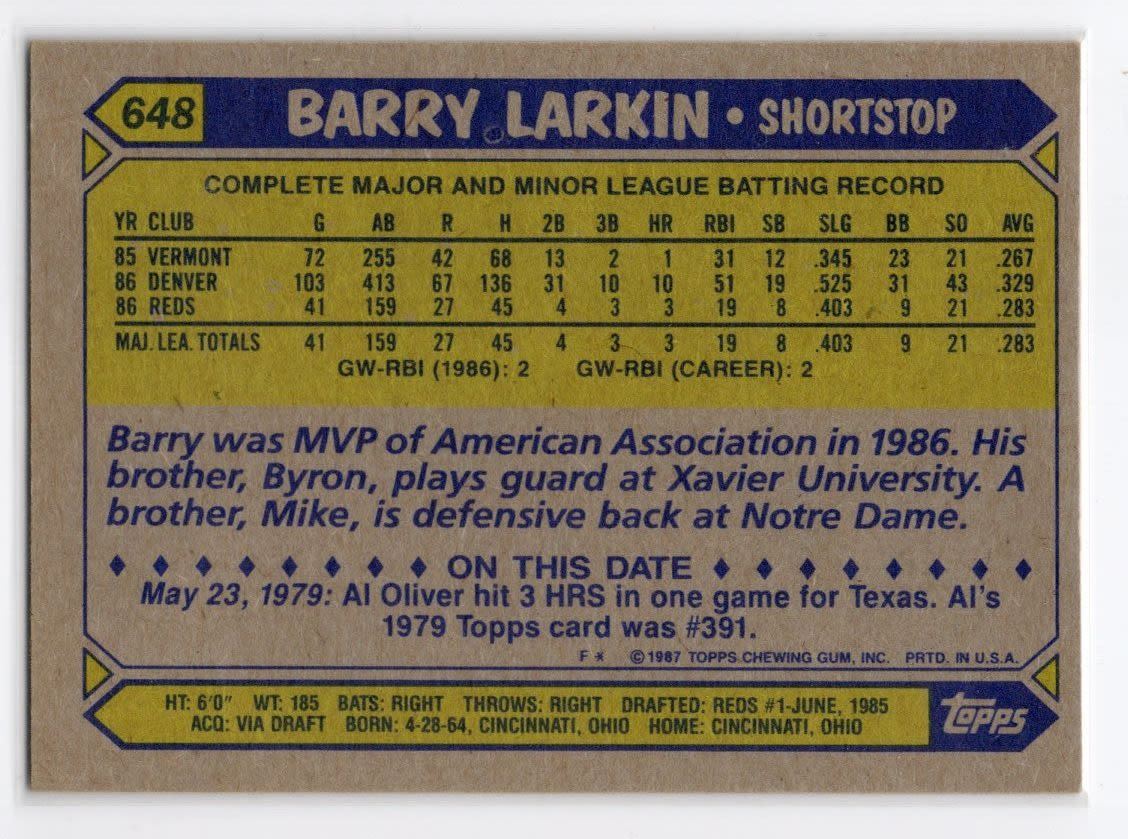 648 BARRY LARKIN • SHORTSTOP
COMPLETE MAJOR AND MINOR LEAGUE BATTING RECORD
YR CLUB G AB R H 2B 3B HR RBI SB SLG BB SO AVG
85 VERMONT 72 255 42 68 13 2 1 31 12 .345 23 21 .267
86 DENVER 103 413 67 136 31 10 10 51 19 .525 31 43 .329
86 REDS 41 159 27 45 4 3 3 19 8 .403 9 21 .283
MAJ. LEA. TOTALS 41 159 27 45 4 3 3 19 8 .403 9 21 .283
GW-RBI (1986): 2 GW-RBI (CAREER): 2
Barry was MVP of American Association in 1986. His
brother, Byron, plays guard at Xavier University. A
brother, Mike, is defensive back at Notre Dame.
♦ ♦ ♦ ♦ ♦ ♦ ♦ ♦ ON THIS DATE ♦ ♦ ♦ ♦ ♦ ♦ ♦ ♦
May 23, 1979: Al Oliver hit 3 HRS in one game for Texas. Al's
1979 Topps card was #391.
F * © 1987 TOPPS CHEWING GUM, INC. PRTD. IN U.S.A.
HT: 6'0" WT: 185 BATS: RIGHT THROWS: RIGHT DRAFTED: REDS #1-JUNE, 1985
ACQ: VIA DRAFT BORN: 4-28-64, CINCINNATI, OHIO HOME: CINCINNATI, OHIO
topps